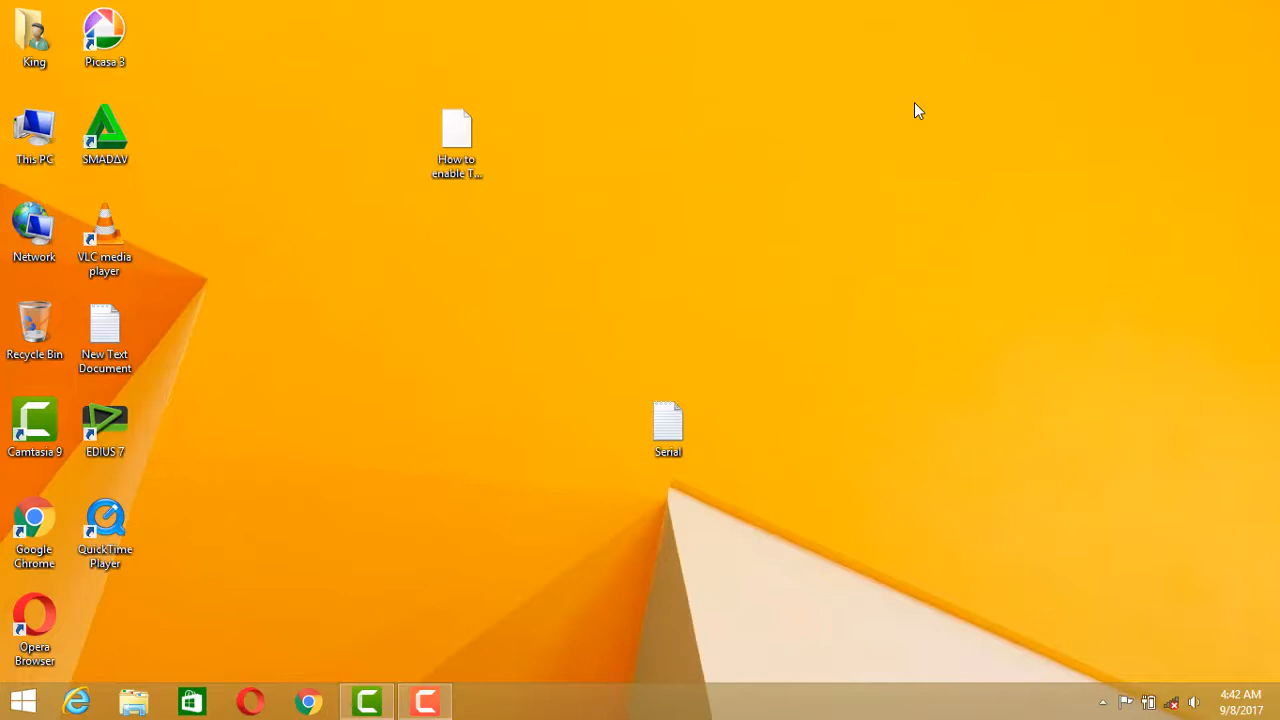 King
Picasa 3
This PC
SMADΔV
How to
enable T...
Network
VLC media
player
Recycle Bin
New Text
Document
Camtasia 9
EDIUS 7
Serial
Google
Chrome
QuickTime
Player
Opera
Browser
4:42 AM
9/8/2017